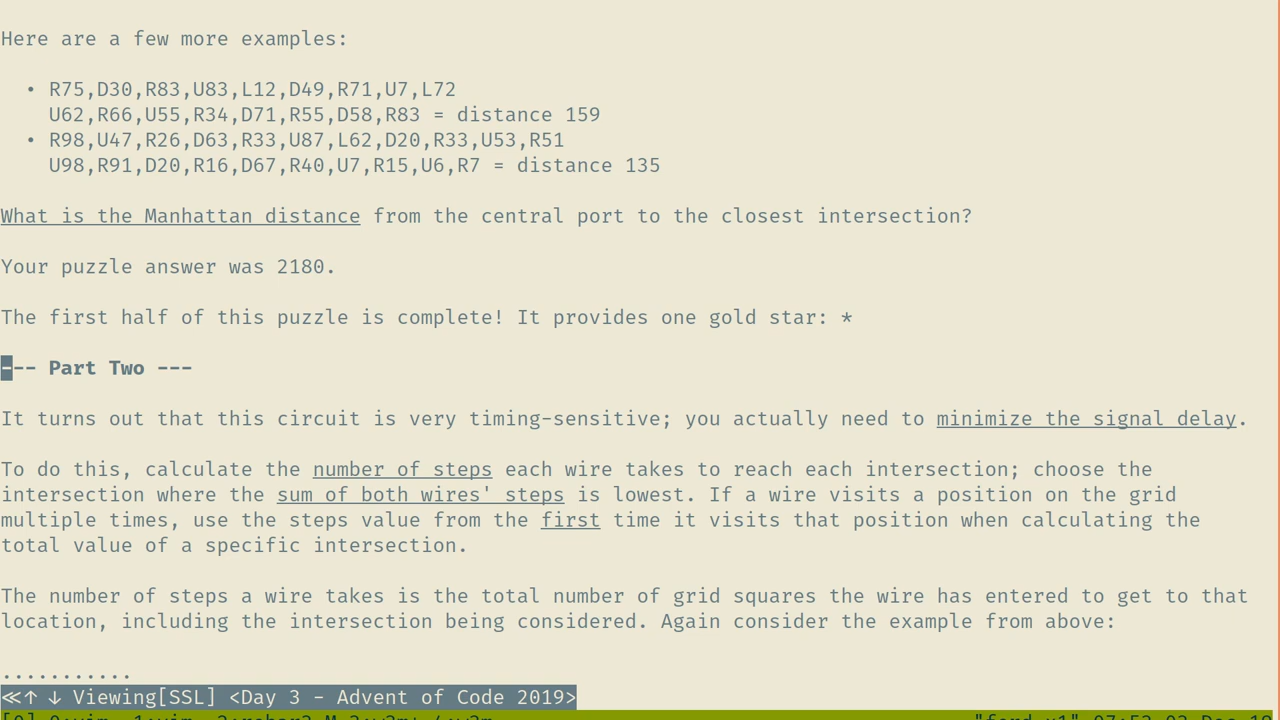 Here are a few more examples:
• R75,D30,R83,U83,L12,D49,R71,U7,L72
U62,R66,U55,R34,D71,R55,D58,R83 = distance 159
• R98,U47,R26,D63,R33,U87,L62,D20,R33,U53,R51
U98,R91,D20,R16,D67,R40,U7,R15,U6,R7 = distance 135
What is the Manhattan distance from the central port to the closest intersection?
Your puzzle answer was 2180.
The first half of this puzzle is complete! It provides one gold star: *
--- Part Two ---
It turns out that this circuit is very timing-sensitive; you actually need to minimize the signal delay.
To do this, calculate the number of steps each wire takes to reach each intersection; choose the
intersection where the sum of both wires' steps is lowest. If a wire visits a position on the grid
multiple times, use the steps value from the first time it visits that position when calculating the
total value of a specific intersection.
The number of steps a wire takes is the total number of grid squares the wire has entered to get to that
location, including the intersection being considered. Again consider the example from above:
...........
≪↑ ↓ Viewing[SSL] <Day 3 - Advent of Code 2019>